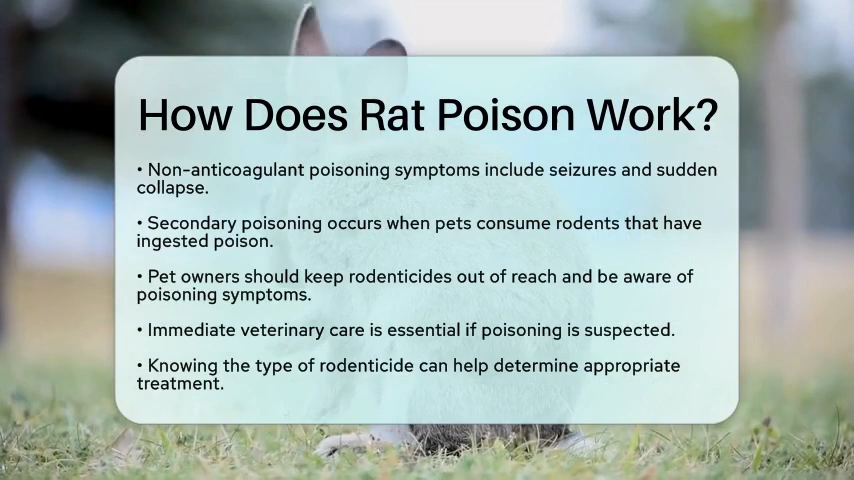 How Does Rat Poison Work?
• Non-anticoagulant poisoning symptoms include seizures and sudden
collapse.
• Secondary poisoning occurs when pets consume rodents that have
ingested poison.
• Pet owners should keep rodenticides out of reach and be aware of
poisoning symptoms.
• Immediate veterinary care is essential if poisoning is suspected.
• Knowing the type of rodenticide can help determine appropriate
treatment.